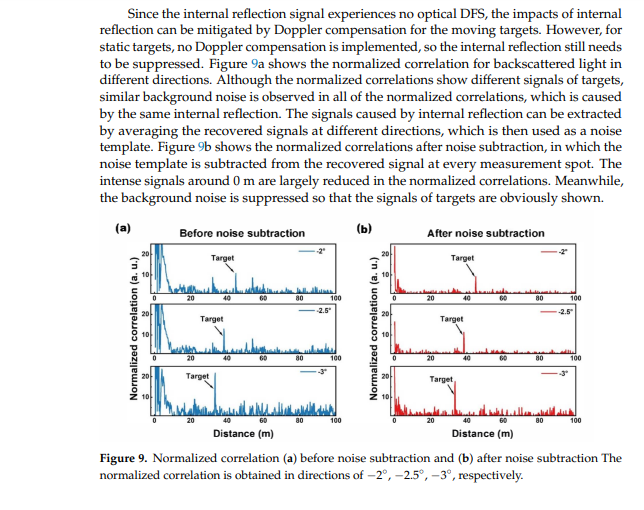 Since the internal reflection signal experiences no optical DFS, the impacts of internal
reflection can be mitigated by Doppler compensation for the moving targets. However, for
static targets, no Doppler compensation is implemented, so the internal reflection still needs
to be suppressed. Figure 9a shows the normalized correlation for backscattered light in
different directions. Although the normalized correlations show different signals of targets,
similar background noise is observed in all of the normalized correlations, which is caused
by the same internal reflection. The signals caused by internal reflection can be extracted
by averaging the recovered signals at different directions, which is then used as a noise
template. Figure 9b shows the normalized correlations after noise subtraction, in which the
noise template is subtracted from the recovered signal at every measurement spot. The
intense signals around 0 m are largely reduced in the normalized correlations. Meanwhile,
the background noise is suppressed so that the signals of targets are obviously shown.
(a)
Before noise subtraction
Normalized correlation (a. u.)
20
10
Target
-2°
0 20 40 60 80 100
20
10
Target
-2.5°
0 20 40 60 80 100
20
10
Target
-3°
0 20 40 60 80 100
Distance (m)
(b)
After noise subtraction
Normalized correlation (a. u.)
20
10
Target
-2°
0 20 40 60 80 100
20
10
Target
-2.5°
0 20 40 60 80 100
20
10
Target
-3°
0 20 40 60 80 100
Distance (m)
Figure 9. Normalized correlation (a) before noise subtraction and (b) after noise subtraction The
normalized correlation is obtained in directions of −2°, −2.5°, −3°, respectively.